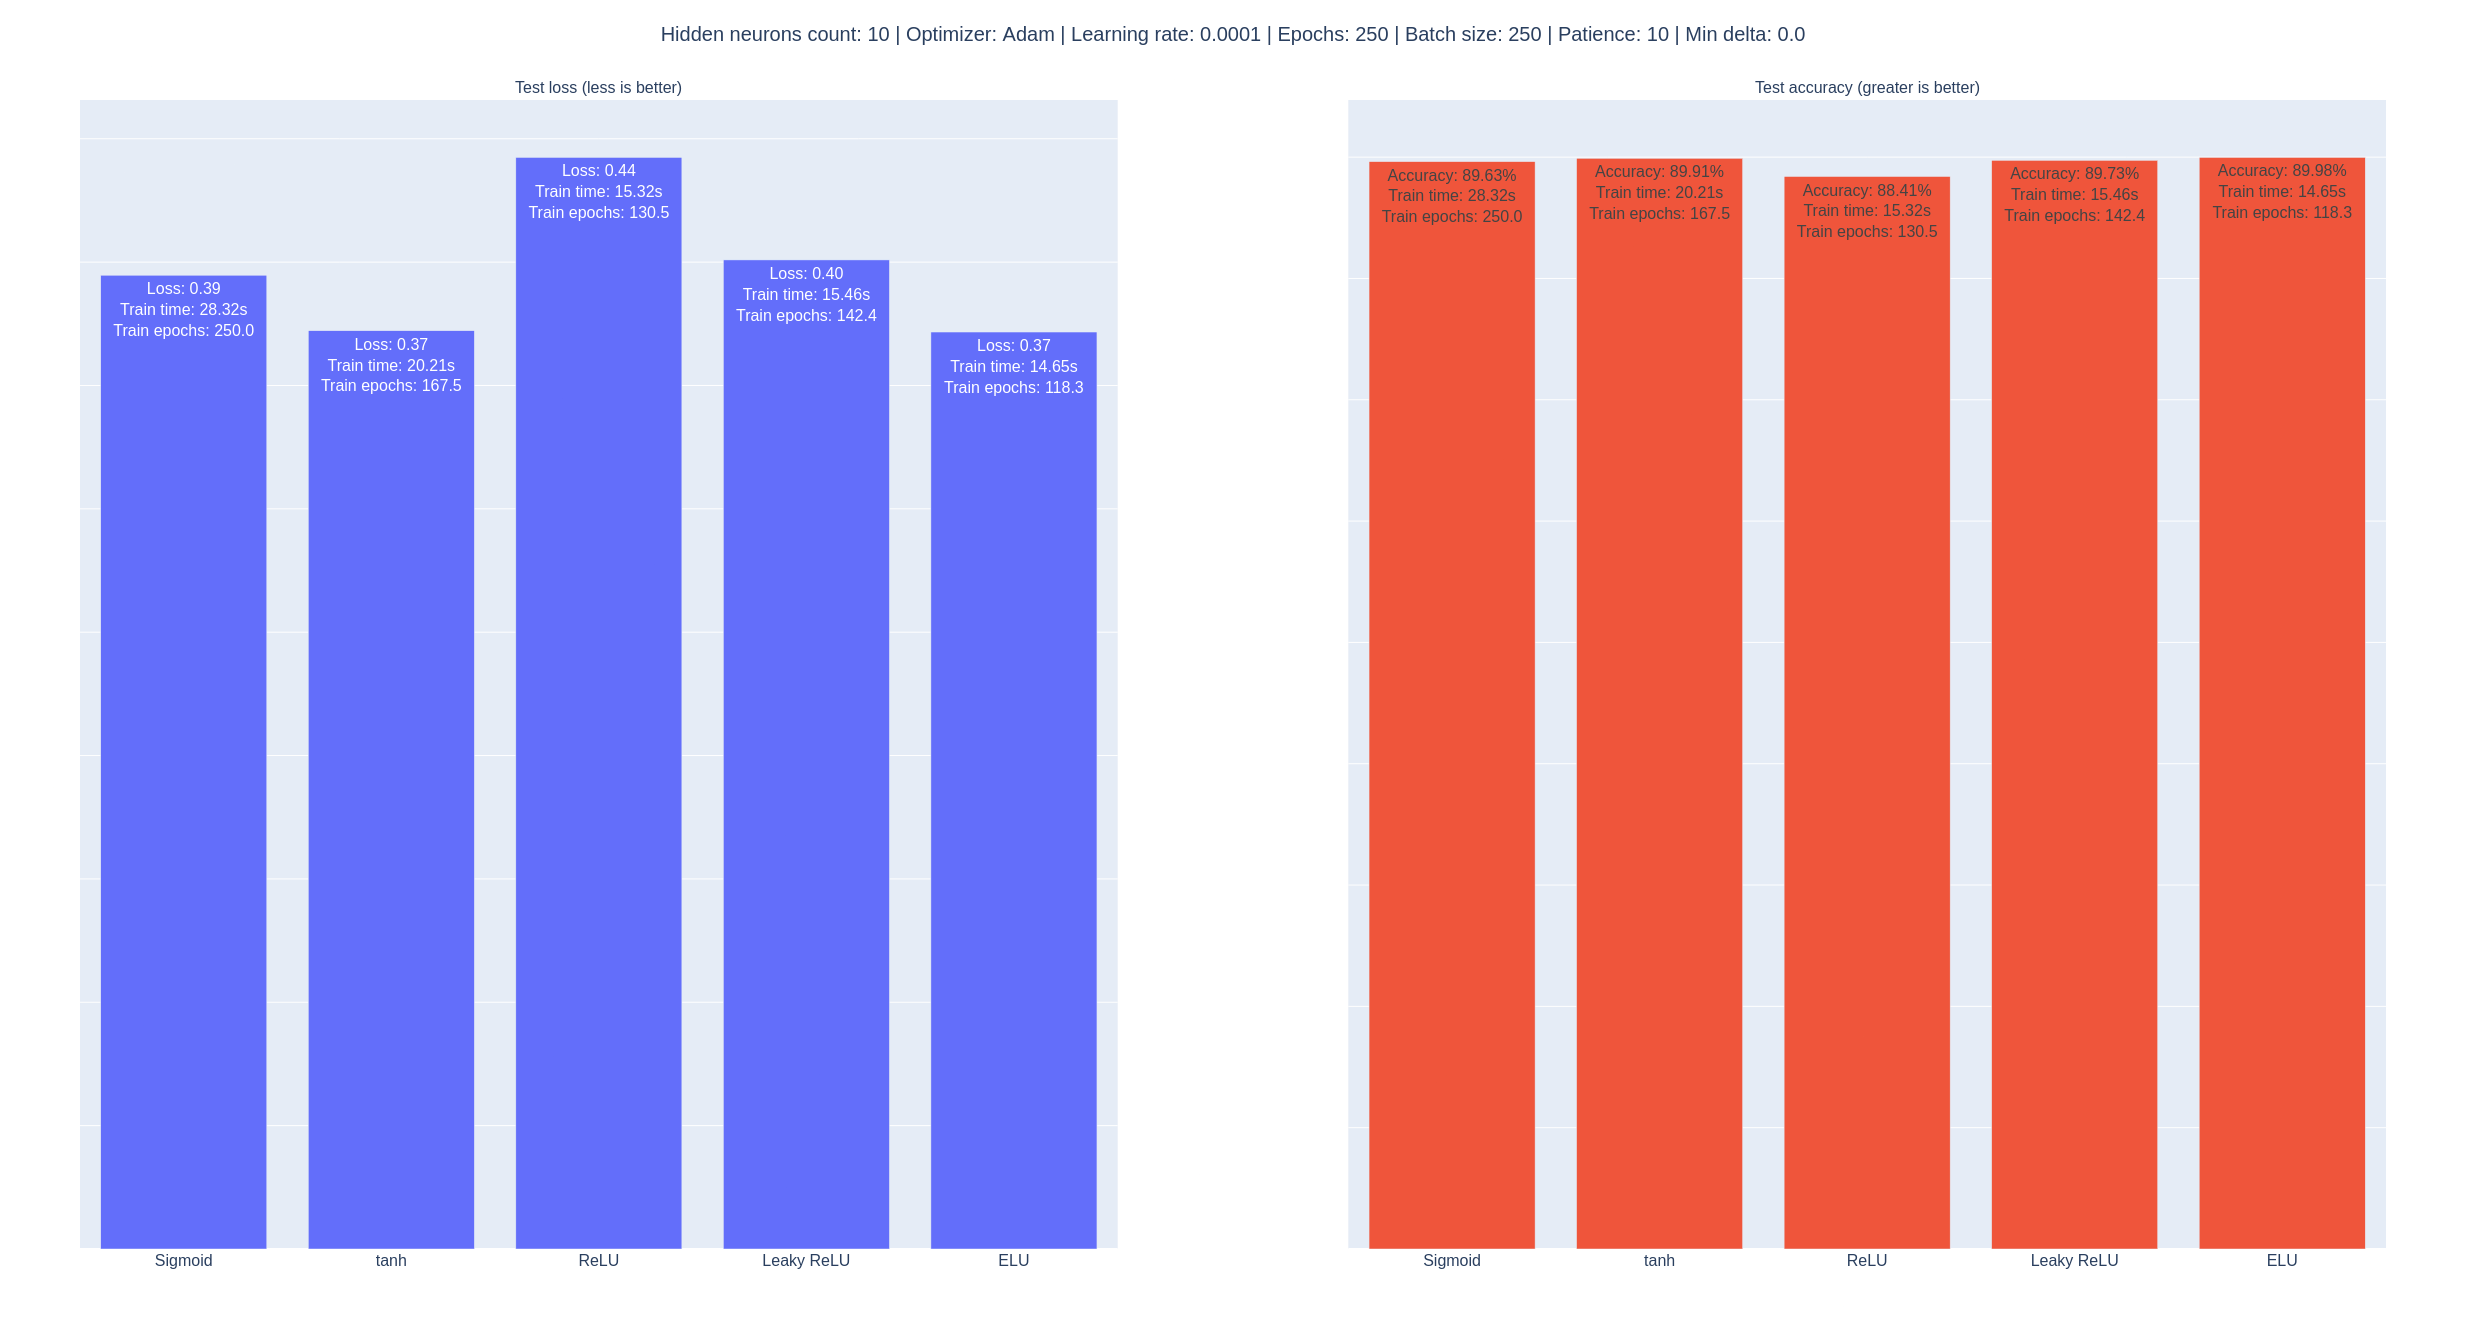 Hidden neurons count: 10 | Optimizer: Adam | Learning rate: 0.0001 | Epochs: 250 | Batch size: 250 | Patience: 10 | Min delta: 0.0
Test loss (less is better)
Loss: 0.39
Train time: 28.32s
Train epochs: 250.0
Loss: 0.37
Train time: 20.21s
Train epochs: 167.5
Loss: 0.44
Train time: 15.32s
Train epochs: 130.5
Loss: 0.40
Train time: 15.46s
Train epochs: 142.4
Loss: 0.37
Train time: 14.65s
Train epochs: 118.3
Sigmoid
tanh
ReLU
Leaky ReLU
ELU
Test accuracy (greater is better)
Accuracy: 89.63%
Train time: 28.32s
Train epochs: 250.0
Accuracy: 89.91%
Train time: 20.21s
Train epochs: 167.5
Accuracy: 88.41%
Train time: 15.32s
Train epochs: 130.5
Accuracy: 89.73%
Train time: 15.46s
Train epochs: 142.4
Accuracy: 89.98%
Train time: 14.65s
Train epochs: 118.3
Sigmoid
tanh
ReLU
Leaky ReLU
ELU